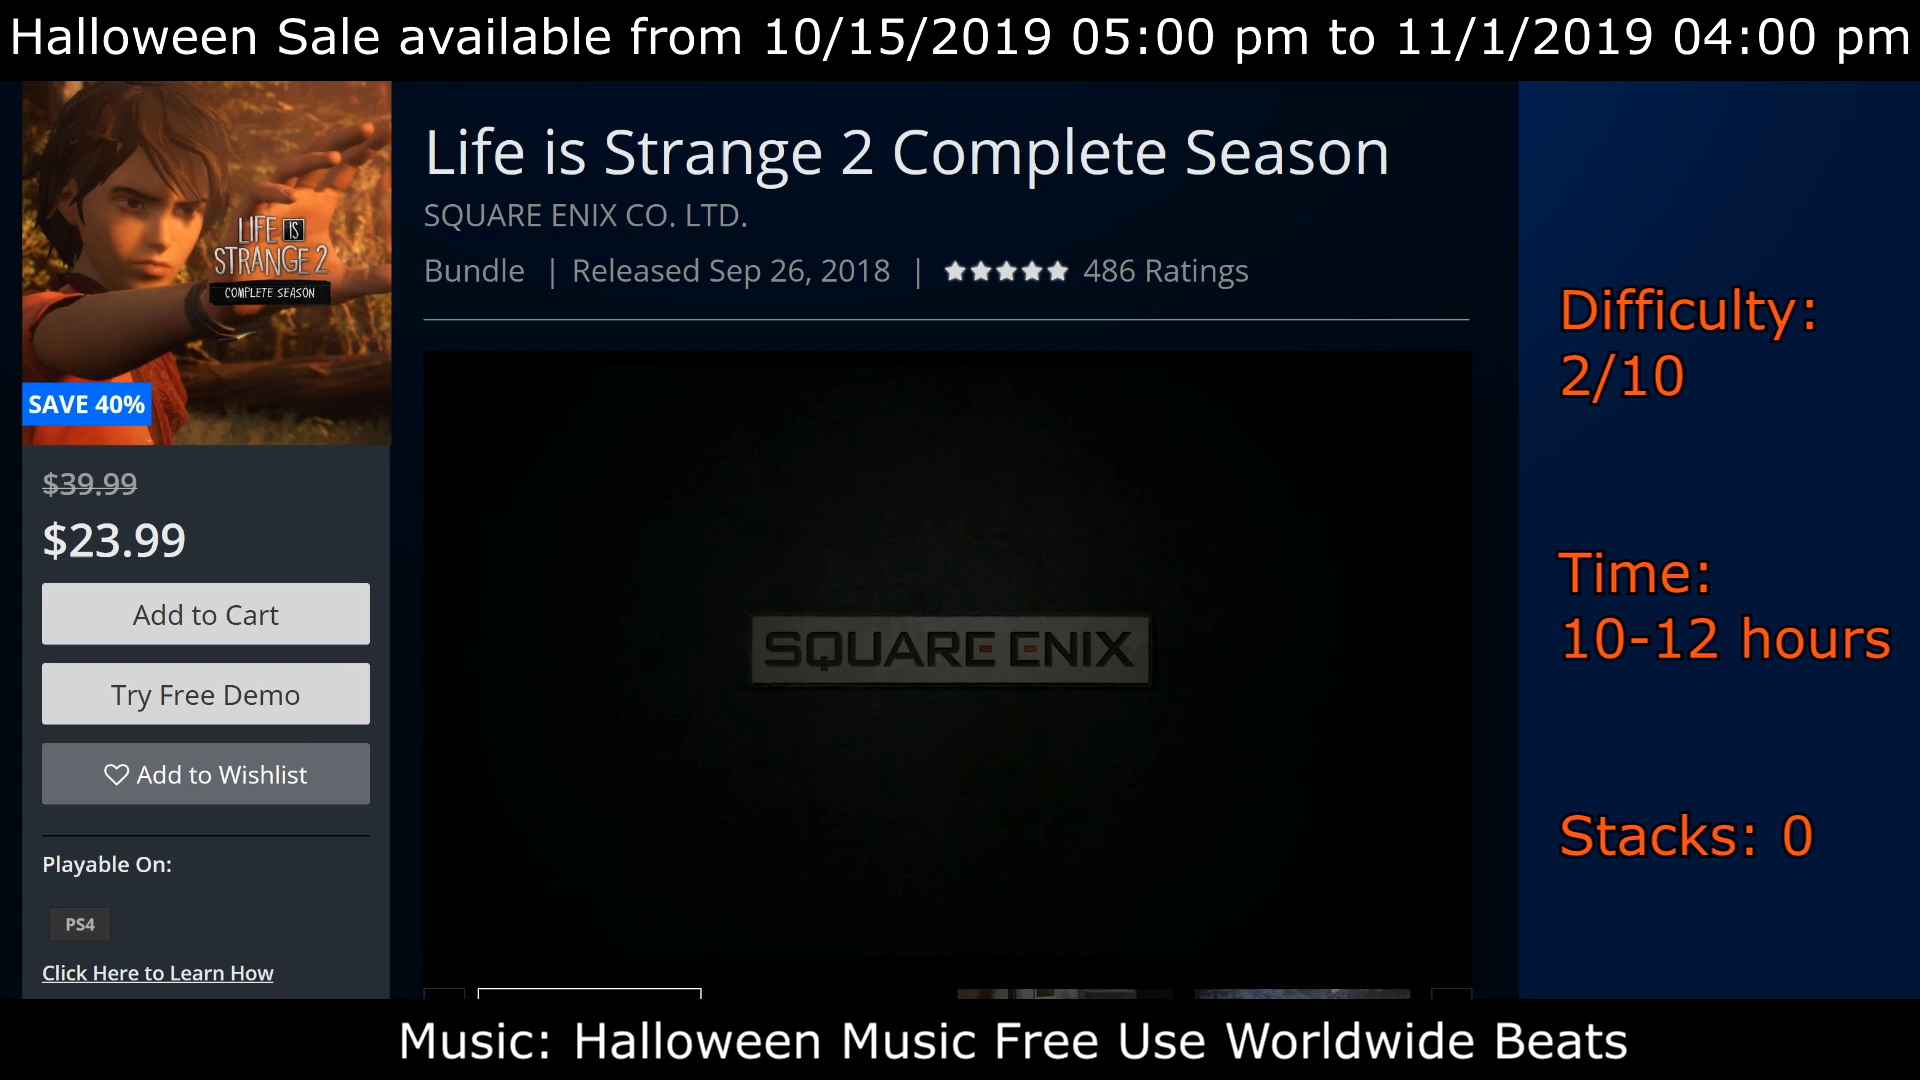 Halloween Sale available from 10/15/2019 05:00 pm to 11/1/2019 04:00 pm
LIFE IS
STRANGE 2
COMPLETE SEASON
SAVE 40%
$39.99
$23.99
Add to Cart
Try Free Demo
Add to Wishlist
Playable On:
PS4
Click Here to Learn How
Life is Strange 2 Complete Season
SQUARE ENIX CO. LTD.
Bundle | Released Sep 26, 2018 | 486 Ratings
SQUARE ENIX
Difficulty:
2/10
Time:
10-12 hours
Stacks: 0
Music: Halloween Music Free Use Worldwide Beats